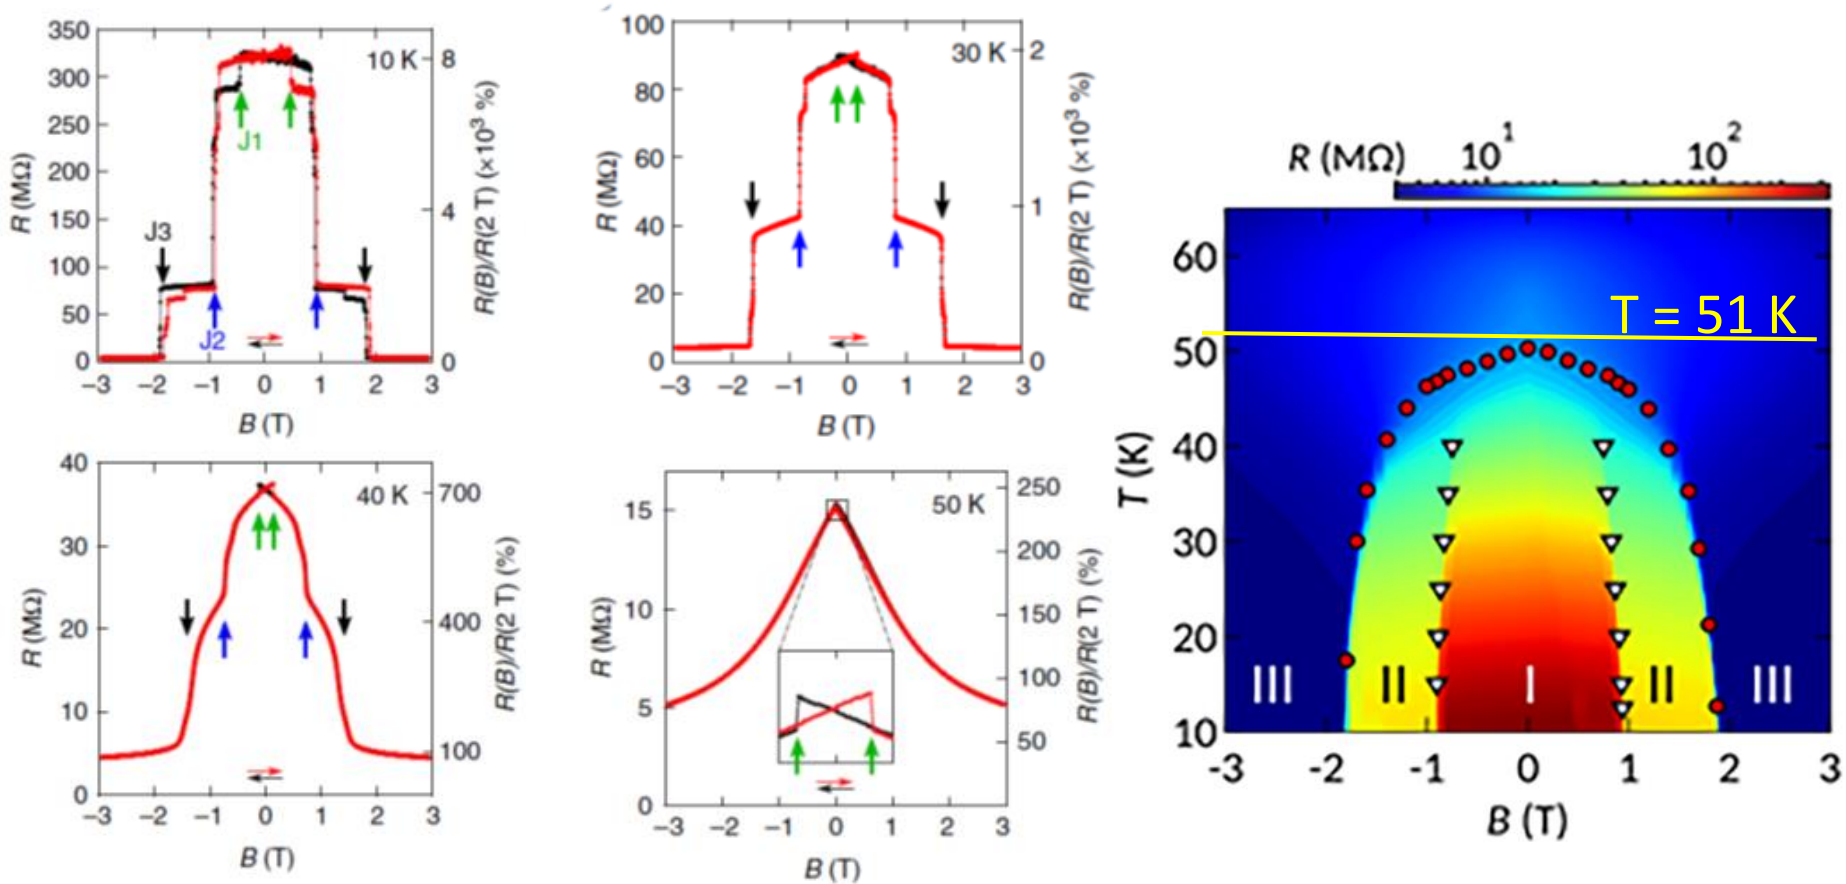 350
300
250
200
150
100
50
0
R (MΩ)
10 K
J1
J3
J2
8
4
0
R(B)/R(2 T) (×10³ %)
−3 −2 −1 0 1 2 3
B (T)
100
80
60
40
20
0
R (MΩ)
30 K
2
1
0
R(B)/R(2 T) (×10³ %)
−3 −2 −1 0 1 2 3
B (T)
40
30
20
10
0
R (MΩ)
40 K
700
400
100
R(B)/R(2 T) (%)
−3 −2 −1 0 1 2 3
B (T)
15
10
5
0
R (MΩ)
50 K
250
200
150
100
50
R(B)/R(2 T) (%)
−3 −2 −1 0 1 2 3
B (T)
R (MΩ) 10¹ 10²
60
50
40
30
20
10
T (K)
T = 51 K
III II I II III
-3 -2 -1 0 1 2 3
B (T)